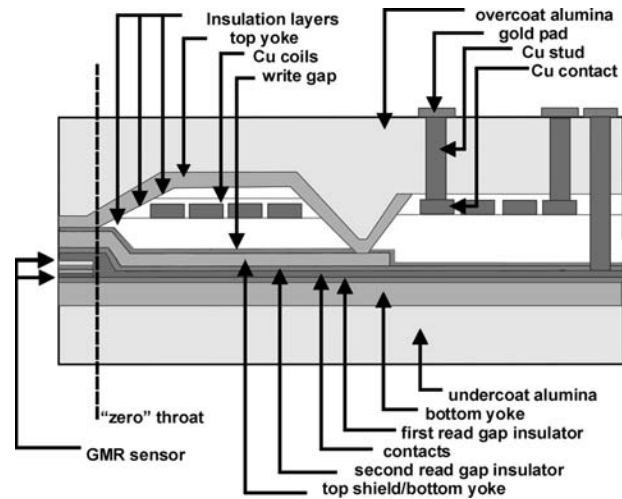 Insulation layers
top yoke
Cu coils
write gap
overcoat alumina
gold pad
Cu stud
Cu contact
"zero" throat
GMR sensor
undercoat alumina
bottom yoke
first read gap insulator
contacts
second read gap insulator
top shield/bottom yoke